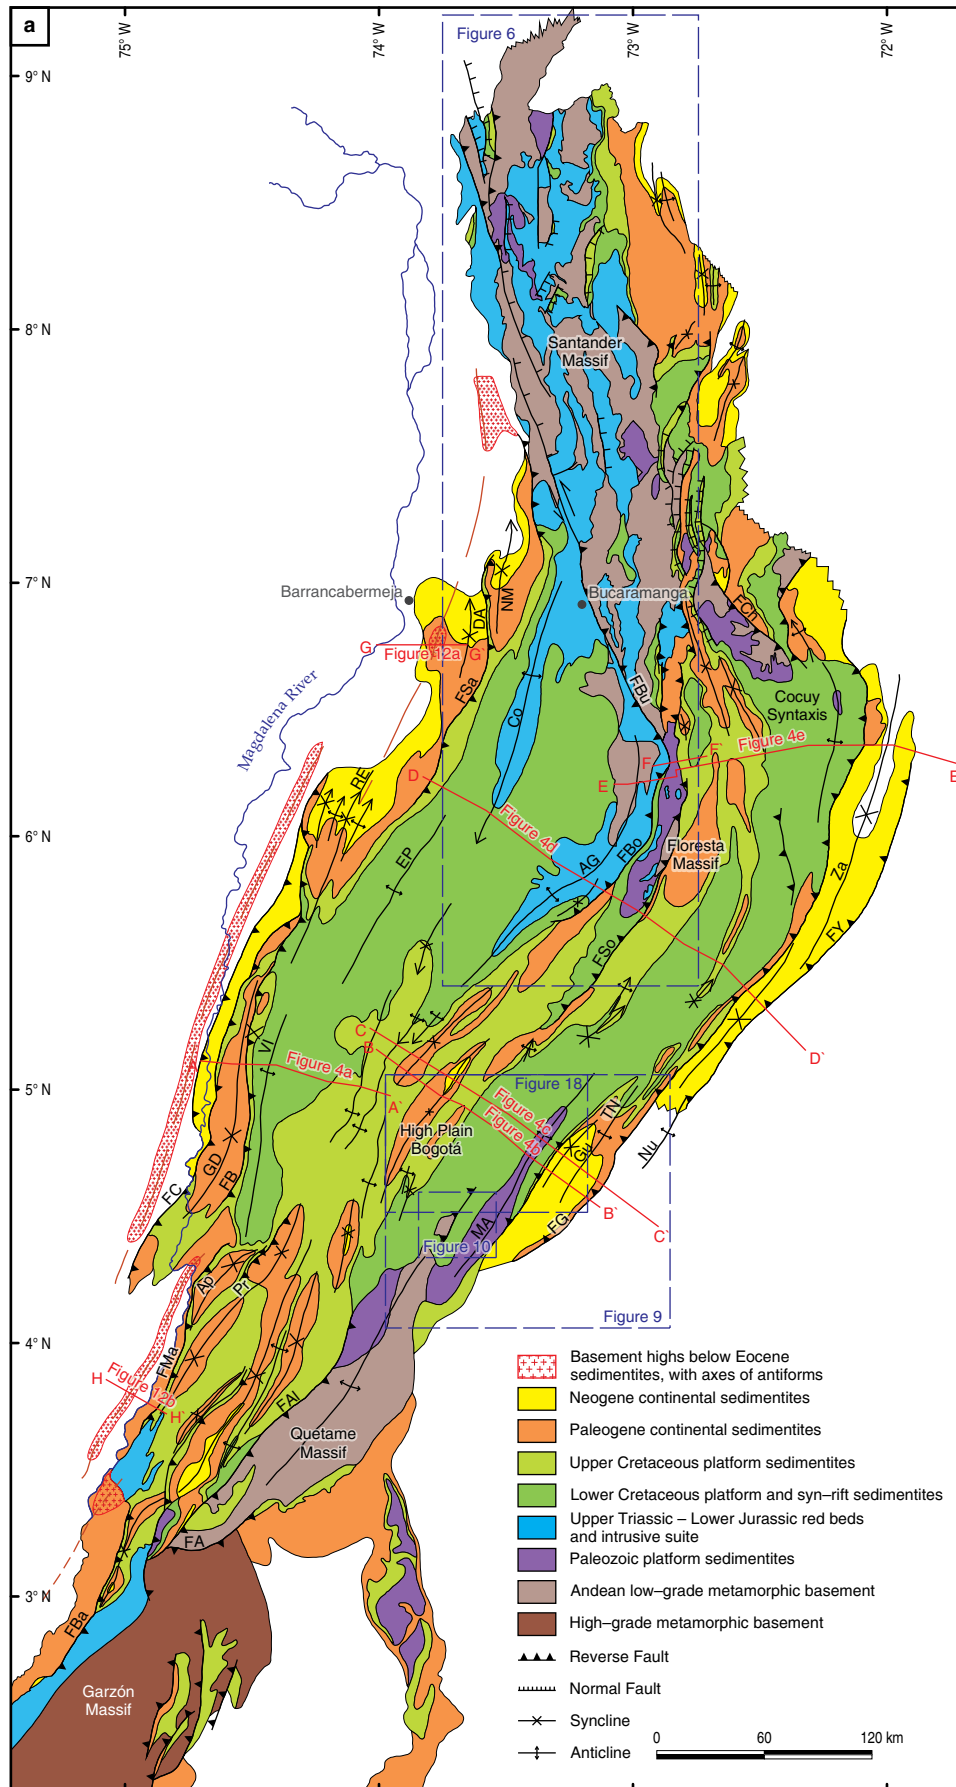 a
75° W
74° W
73° W
72° W
Figure 6
9° N
8° N
Santander
Massif
7° N
Barrancabermeja
Bucaramanga
NM
DA
FCh
G
G`
Figure 12a
FSa
Magdalena River
Co
FBu
Cocuy
Syntaxis
Figure 4e
F
F`
E
E
RE
D
Figure 4d
6° N
EP
AG
FBo
Floresta
Massif
Za
FY
FSo
VI
C
B
A
Figure 4a
A`
D`
5° N
Figure 18
Figure 4c
Figure 4b
High Plain
Bogotá
TN
Gu
Nu
GD
FB
FC
MA
FG
B`
C`
Figure 10
Figure 9
Ap
Pr
4° N
FMa
H
Figure 12b
H`
FAl
Quetame
Massif
FA
3° N
FBa
Garzón
Massif
Basement highs below Eocene
sedimentites, with axes of antiforms
Neogene continental sedimentites
Paleogene continental sedimentites
Upper Cretaceous platform sedimentites
Lower Cretaceous platform and syn–rift sedimentites
Upper Triassic – Lower Jurassic red beds
and intrusive suite
Paleozoic platform sedimentites
Andean low–grade metamorphic basement
High–grade metamorphic basement
Reverse Fault
Normal Fault
Syncline
Anticline
0
60
120 km